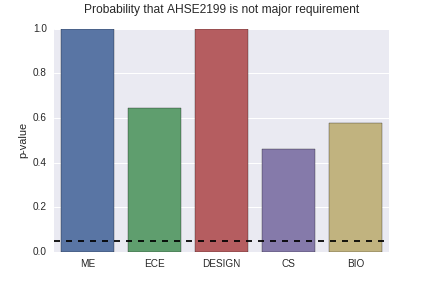 Probability that AHSE2199 is not major requirement
1.0
0.8
0.6
0.4
0.2
0.0
p-value
ME ECE DESIGN CS BIO